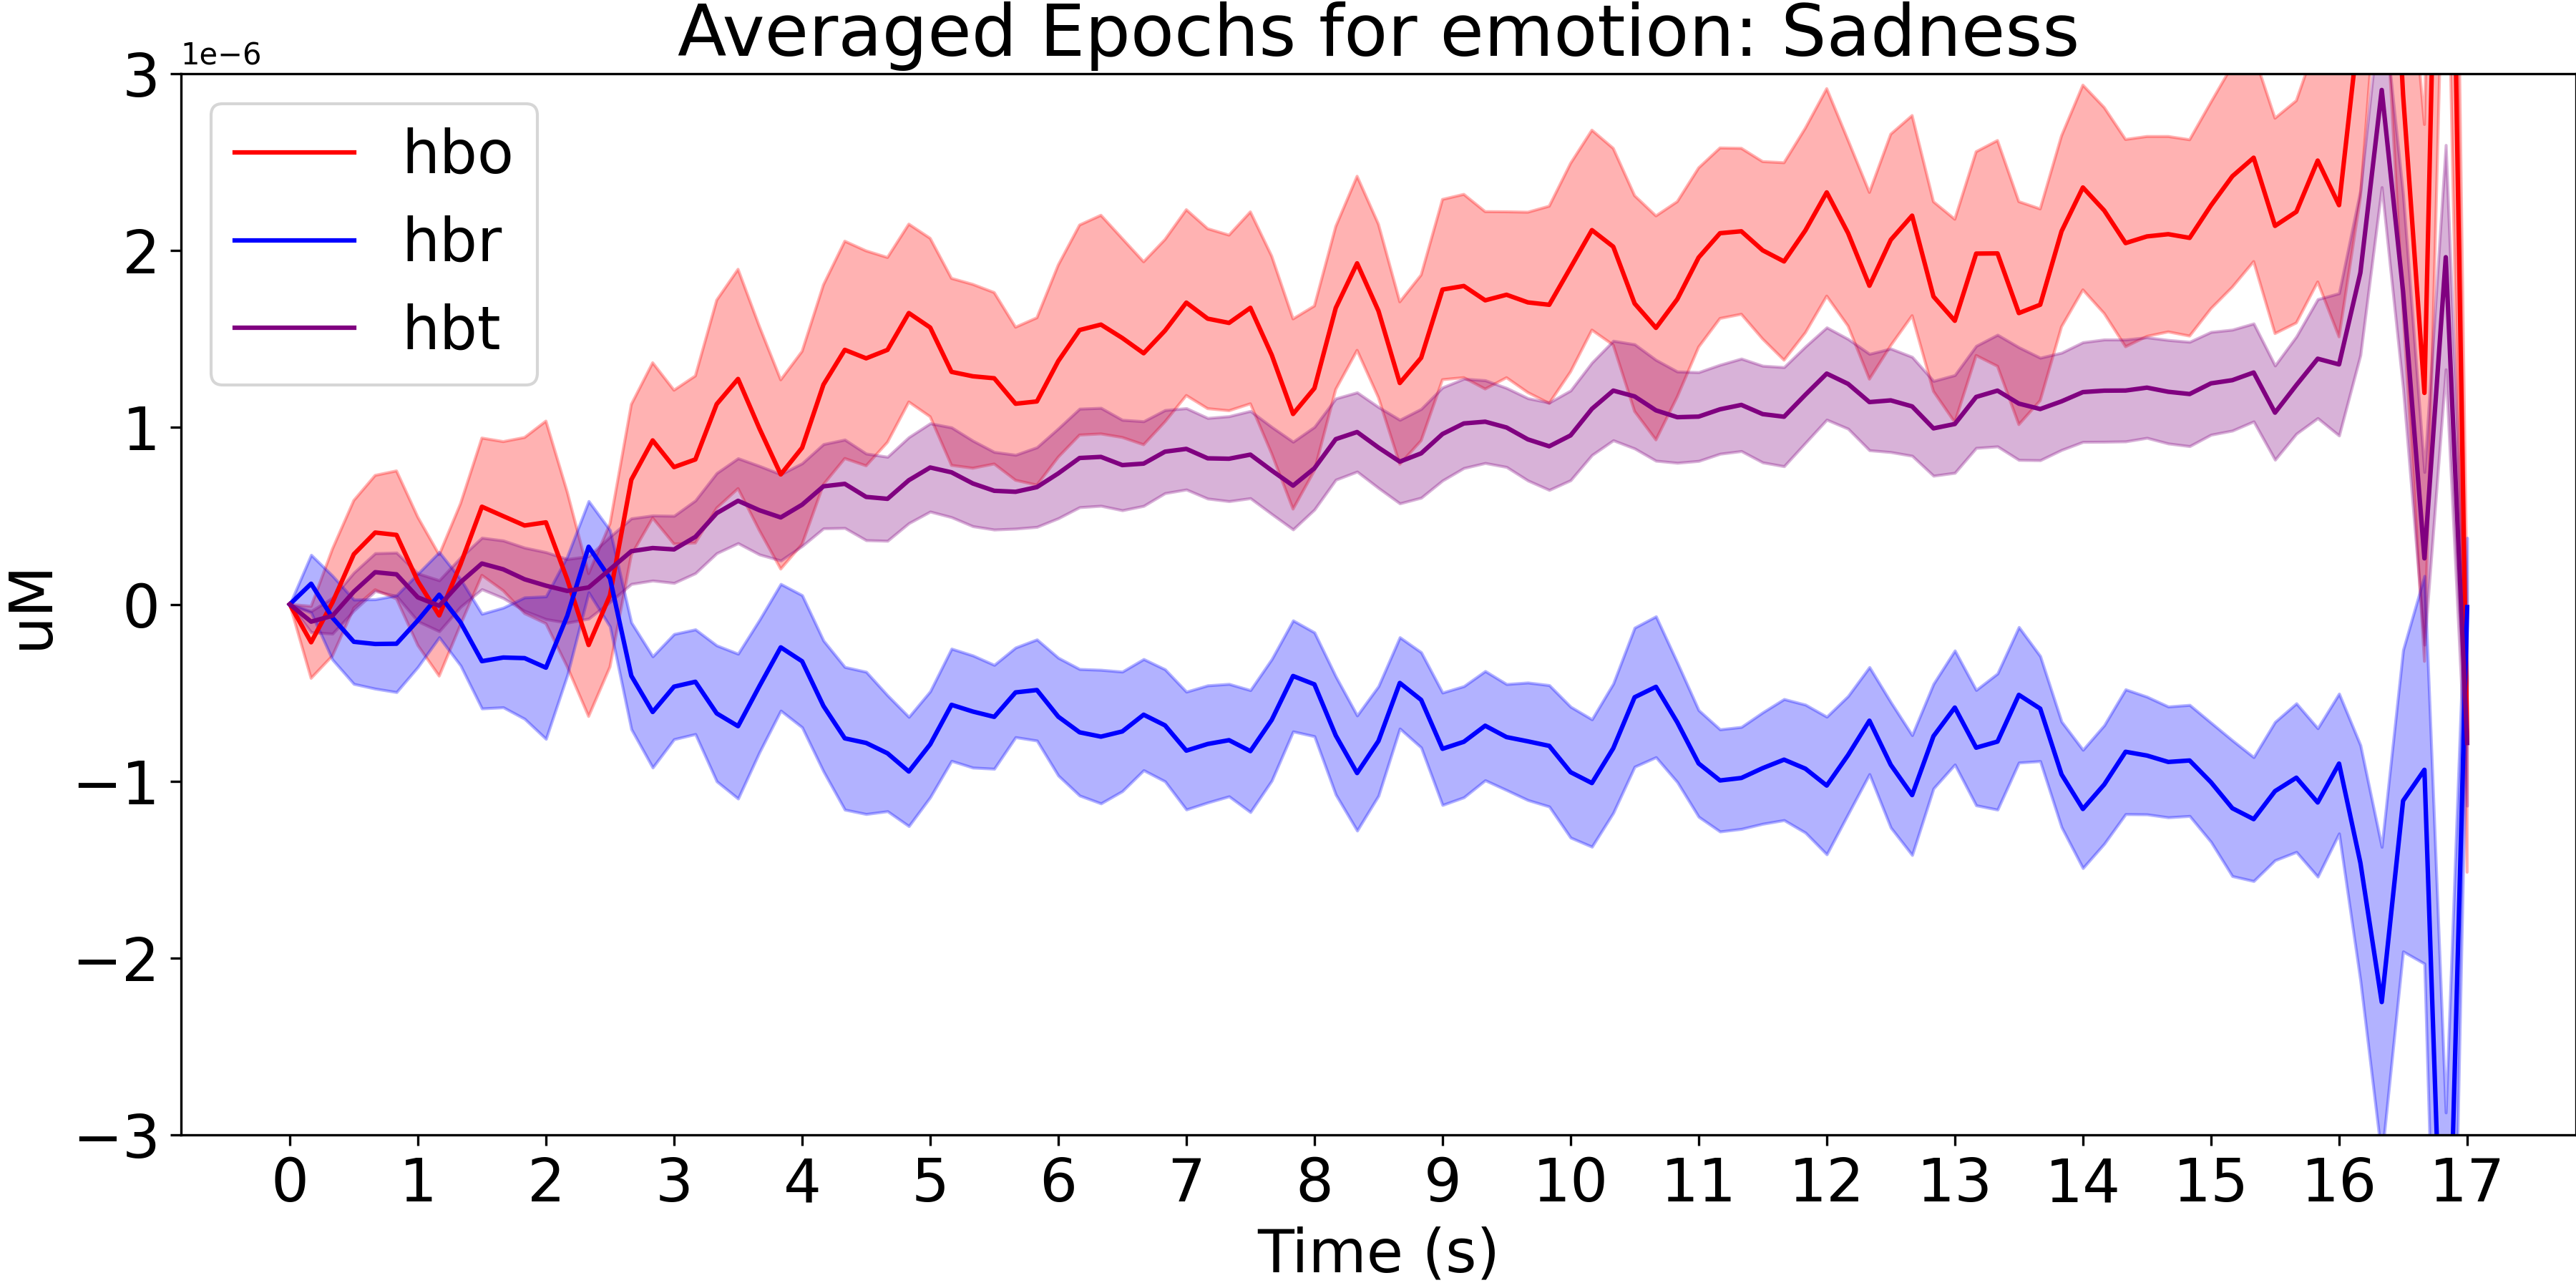 Averaged Epochs for emotion: Sadness
1e−6
3
2
1
0
−1
−2
−3
uM
hbo
hbr
hbt
0 1 2 3 4 5 6 7 8 9 10 11 12 13 14 15 16 17
Time (s)